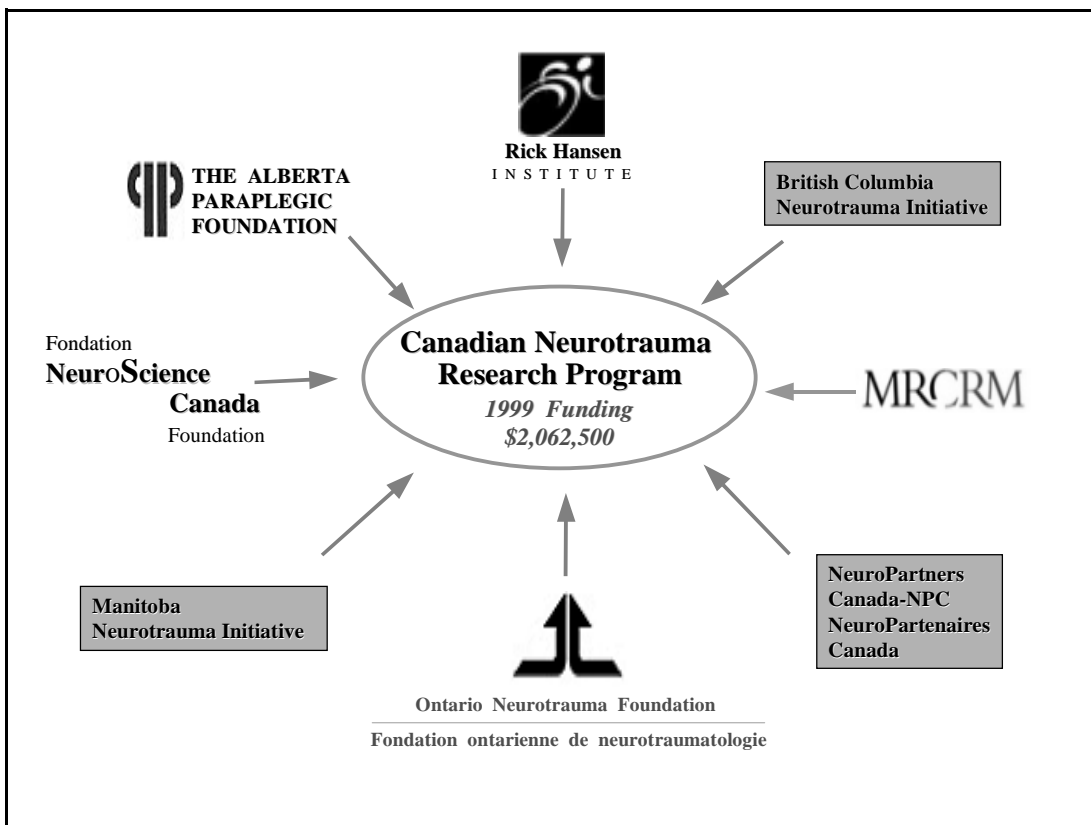 Rick Hansen
INSTITUTE
THE ALBERTA
PARAPLEGIC
FOUNDATION
British Columbia
Neurotrauma Initiative
Fondation
NeuroScience
Canada
Foundation
Canadian Neurotrauma
Research Program
1999 Funding
$2,062,500
MRCRM
Manitoba
Neurotrauma Initiative
NeuroPartners
Canada-NPC
NeuroPartenaires
Canada
Ontario Neurotrauma Foundation
Fondation ontarienne de neurotraumatologie